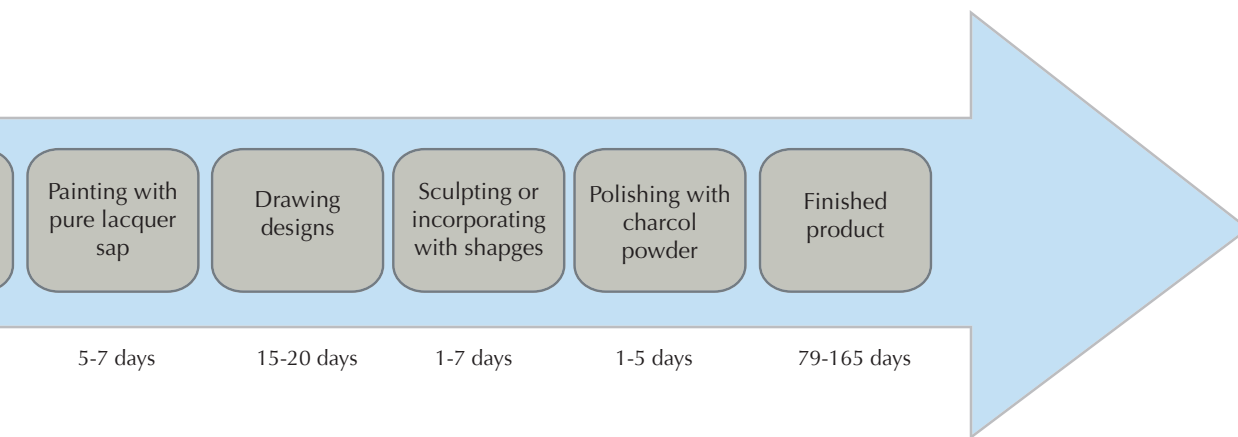 Painting with
pure lacquer
sap
Drawing
designs
Sculpting or
incorporating
with shapges
Polishing with
charcol
powder
Finished
product
5-7 days
15-20 days
1-7 days
1-5 days
79-165 days